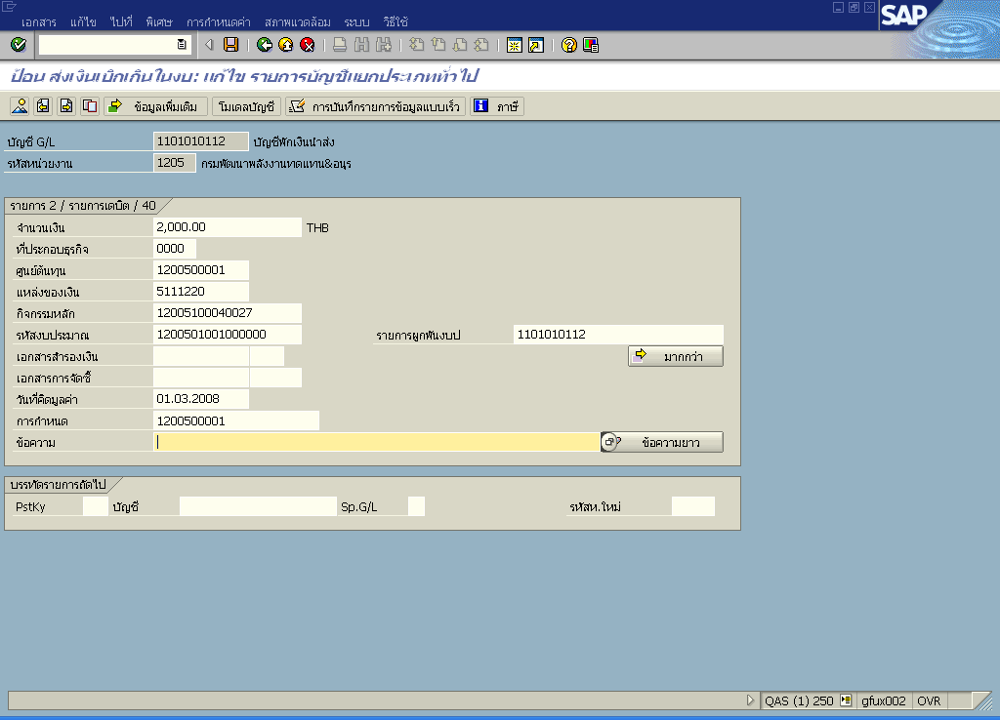 เอกสาร แก้ไข ไปที่ พิเศษ การกำหนดค่า สภาพแวดล้อม ระบบ วิธีใช้ SAP
ป้อน ส่งเงินเบิกเกินในงบ: แก้ไข รายการบัญชีแยกประเภททั่วไป
ข้อมูลเพิ่มเติม โมเดลบัญชี การบันทึกรายการข้อมูลแบบเร็ว ภาษี
บัญชี G/L 1101010112 บัญชีพักเงินนำส่ง
รหัสหน่วยงาน 1205 กรมพัฒนาพลังงานทดแทน&อนุร
รายการ 2 / รายการเดบิต / 40
จำนวนเงิน 2,000.00 THB
ที่ประกอบธุรกิจ 0000
ศูนย์ต้นทุน 1200500001
แหล่งของเงิน 5111220
กิจกรรมหลัก 12005100040027
รหัสงบประมาณ 1200501001000000 รายการผูกพันงบป 1101010112
เอกสารสำรองเงิน มากกว่า
เอกสารการจัดซื้
วันที่คิดมูลค่า 01.03.2008
การกำหนด 1200500001
ข้อความ ข้อความยาว
บรรทัดรายการถัดไป
PstKy บัญชี Sp.G/L รหัสห.ใหม่
QAS (1) 250 gfux002 OVR